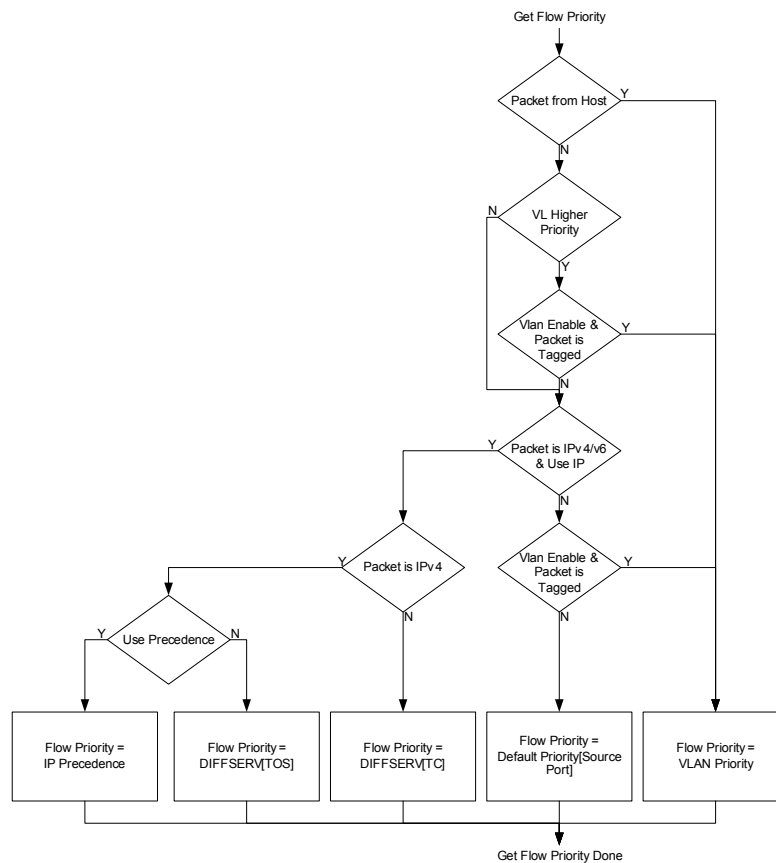 Get Flow Priority
Packet from Host
Y
N
N
VL Higher
Priority
Y
Vlan Enable &
Packet is
Tagged
Y
N
Y
Packet is IPv4/v6
& Use IP
N
Y
Packet is IPv4
N
Vlan Enable &
Packet is
Tagged
Y
N
Y
Use Precedence
N
Flow Priority =
IP Precedence
Flow Priority =
DIFFSERV[TOS]
Flow Priority =
DIFFSERV[TC]
Flow Priority =
Default Priority[Source
Port]
Flow Priority =
VLAN Priority
Get Flow Priority Done